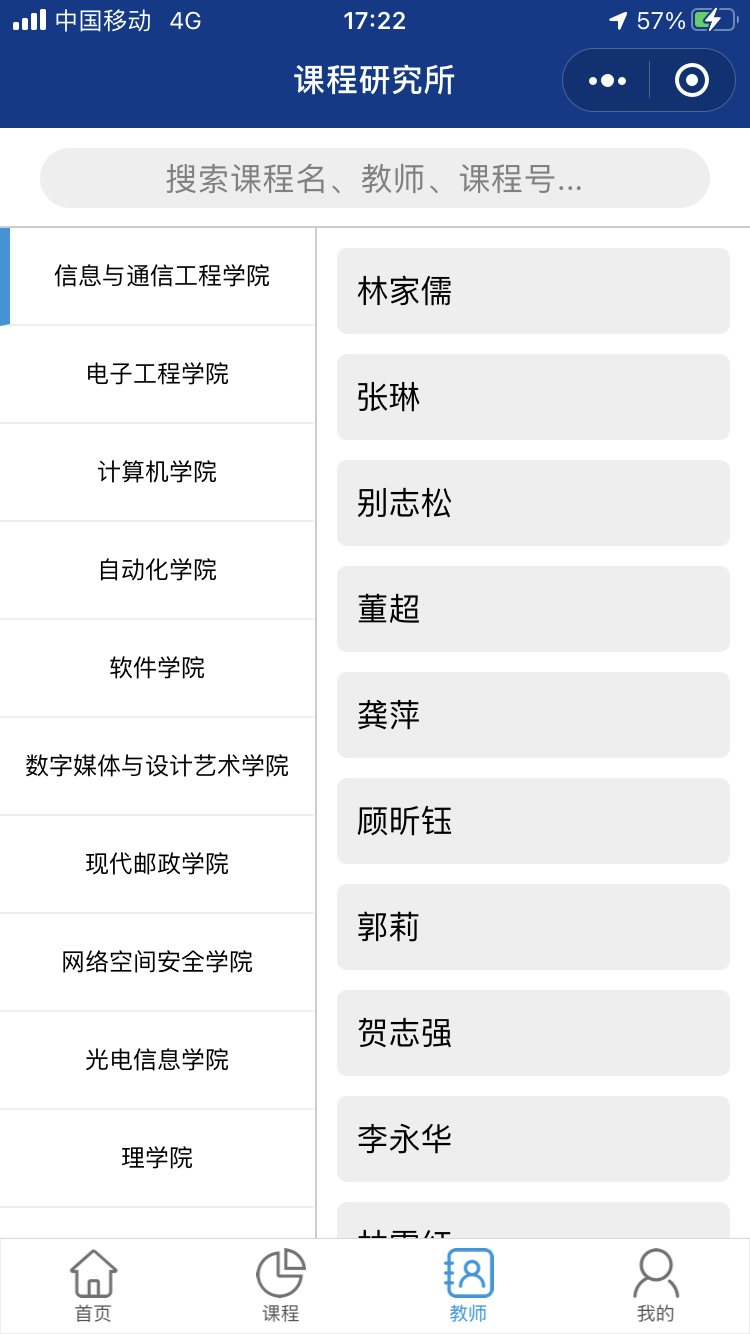 中国移动 4G 17:22 57%
课程研究所
搜索课程名、教师、课程号...
信息与通信工程学院
电子工程学院
计算机学院
自动化学院
软件学院
数字媒体与设计艺术学院
现代邮政学院
网络空间安全学院
光电信息学院
理学院
林家儒
张琳
别志松
董超
龚萍
顾昕钰
郭莉
贺志强
李永华
首页 课程 教师 我的